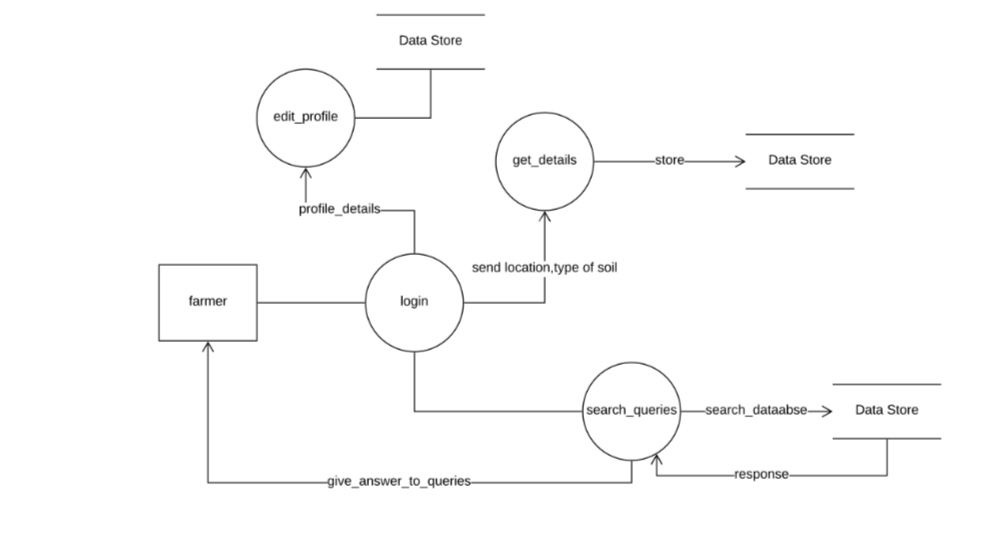 Data Store
edit_profile
get_details
store
Data Store
profile_details
send location,type of soil
farmer
login
search_queries
search_dataabse
Data Store
response
give_answer_to_queries